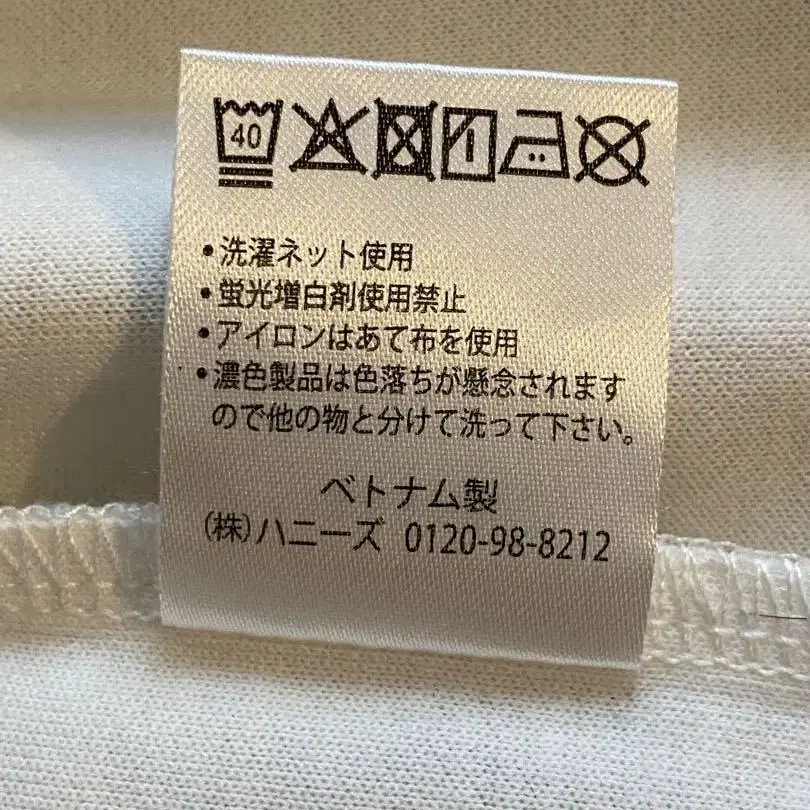 40
・洗濯ネット使用
・蛍光増白剤使用禁止
・アイロンはあて布を使用
・濃色製品は色落ちが懸念されます
ので他の物と分けて洗って下さい。
ベトナム製
(株)ハニーズ 0120-98-8212